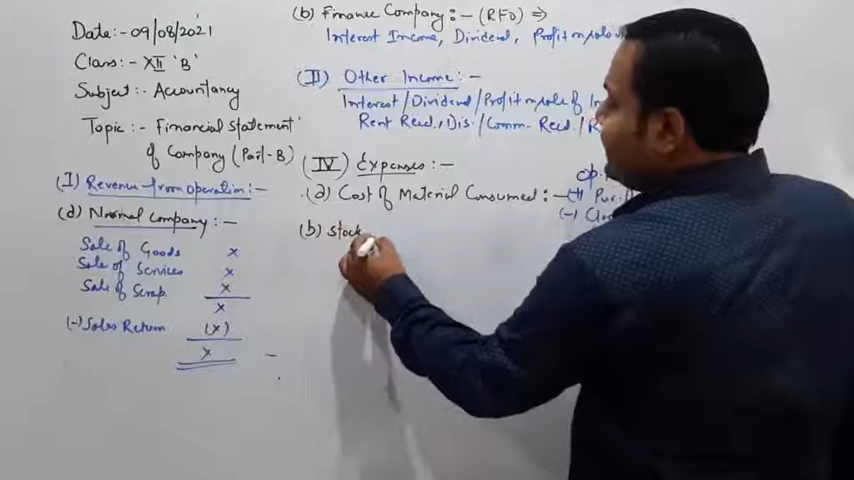 Date:- 09/08/2021
Class:- XII 'B'
Subject:- Accountancy
Topic:- Financial Statement
of Company (Part-B)
(I) Revenue from operation:-
(a) Normal Company:-
Sale of Goods x
Sale of Services x
Sale of Scrap. x
x
(-) Sales Return (x)
x
(b) Finance Company:- (RFO) ⇒
Interest Income, Dividend, Profit on sale
(II) Other Income:-
Interest/Dividend/Profit on sale of
Rent Recd., Dis./Comm. Recd./
(IV) Expenses:-
(a) Cost of Material Consumed:-
op.
(+) Pur.
(-) Clo
(b) Stock